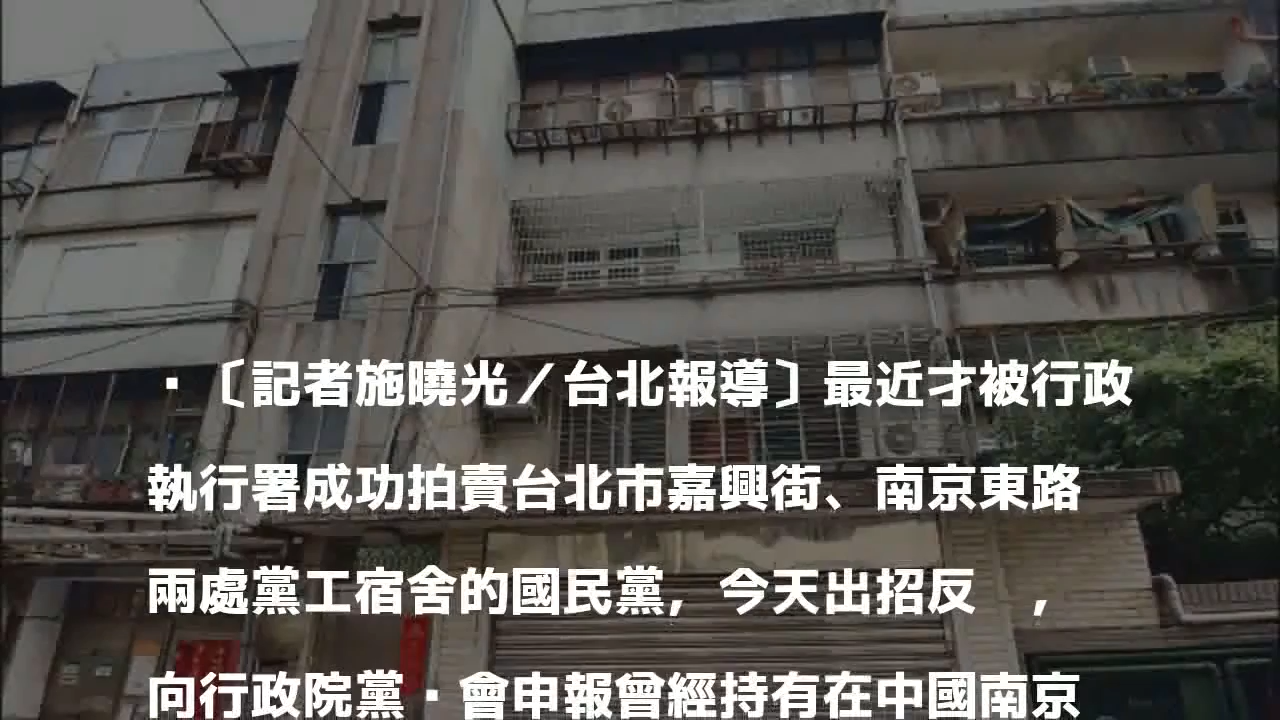 ▪〔記者施曉光／台北報導〕最近才被行政
執行署成功拍賣台北市嘉興街、南京東路
兩處黨工宿舍的國民黨，今天出招反　，
向行政院黨▪會申報曾經持有在中國南京